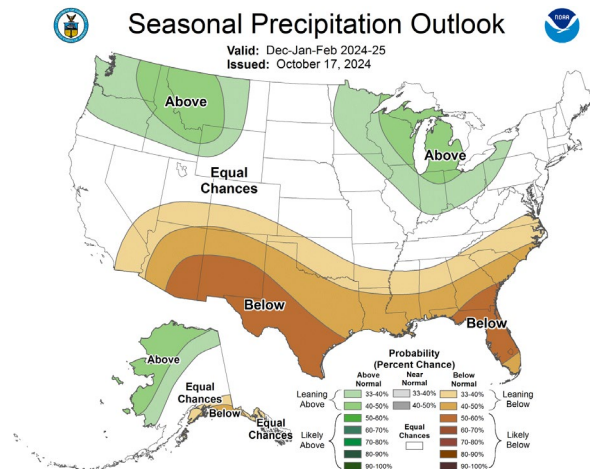 Seasonal Precipitation Outlook
Valid: Dec-Jan-Feb 2024-25
Issued: October 17, 2024
NOAA
Above
Above
Equal
Chances
Below
Below
Above
Equal
Chances
Below
Equal
Chances
Probability
(Percent Chance)
Above
Normal
Near
Normal
Below
Normal
Leaning
Above
Likely
Above
33-40%
40-50%
50-60%
60-70%
70-80%
80-90%
90-100%
33-40%
40-50%
Equal
Chances
33-40%
40-50%
50-60%
60-70%
70-80%
80-90%
90-100%
Leaning
Below
Likely
Below